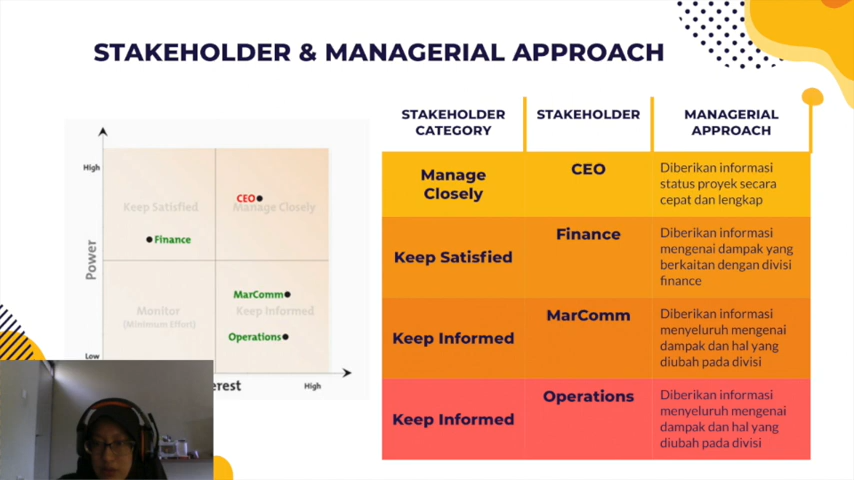 STAKEHOLDER & MANAGERIAL APPROACH
High
Power
Low
Keep Satisfied
Manage Closely
CEO
Finance
MarComm
Monitor
(Minimum Effort)
Keep Informed
Operations
High
STAKEHOLDER
CATEGORY
STAKEHOLDER
MANAGERIAL
APPROACH
Manage
Closely
CEO
Diberikan informasi
status proyek secara
cepat dan lengkap
Keep Satisfied
Finance
Diberikan informasi
mengenai dampak yang
berkaitan dengan divisi
finance
Keep Informed
MarComm
Diberikan informasi
menyeluruh mengenai
dampak dan hal yang
diubah pada divisi
Keep Informed
Operations
Diberikan informasi
menyeluruh mengenai
dampak dan hal yang
diubah pada divisi